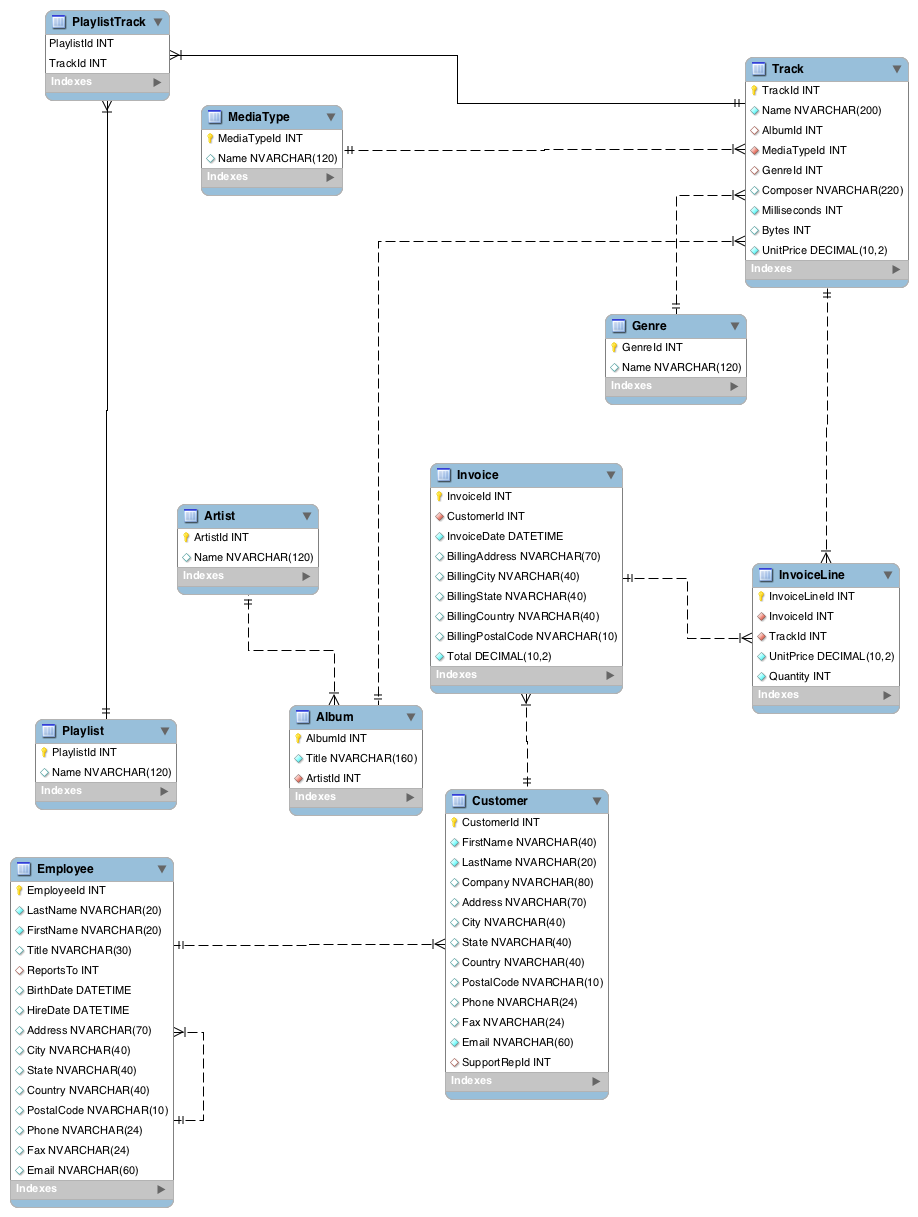 PlaylistTrack
PlaylistId INT
TrackId INT
Indexes
MediaType
MediaTypeId INT
Name NVARCHAR(120)
Indexes
Track
TrackId INT
Name NVARCHAR(200)
AlbumId INT
MediaTypeId INT
GenreId INT
Composer NVARCHAR(220)
Milliseconds INT
Bytes INT
UnitPrice DECIMAL(10,2)
Indexes
Genre
GenreId INT
Name NVARCHAR(120)
Indexes
Artist
ArtistId INT
Name NVARCHAR(120)
Indexes
Invoice
InvoiceId INT
CustomerId INT
InvoiceDate DATETIME
BillingAddress NVARCHAR(70)
BillingCity NVARCHAR(40)
BillingState NVARCHAR(40)
BillingCountry NVARCHAR(40)
BillingPostalCode NVARCHAR(10)
Total DECIMAL(10,2)
Indexes
InvoiceLine
InvoiceLineId INT
InvoiceId INT
TrackId INT
UnitPrice DECIMAL(10,2)
Quantity INT
Indexes
Playlist
PlaylistId INT
Name NVARCHAR(120)
Indexes
Album
AlbumId INT
Title NVARCHAR(160)
ArtistId INT
Indexes
Customer
CustomerId INT
FirstName NVARCHAR(40)
LastName NVARCHAR(20)
Company NVARCHAR(80)
Address NVARCHAR(70)
City NVARCHAR(40)
State NVARCHAR(40)
Country NVARCHAR(40)
PostalCode NVARCHAR(10)
Phone NVARCHAR(24)
Fax NVARCHAR(24)
Email NVARCHAR(60)
SupportRepId INT
Indexes
Employee
EmployeeId INT
LastName NVARCHAR(20)
FirstName NVARCHAR(20)
Title NVARCHAR(30)
ReportsTo INT
BirthDate DATETIME
HireDate DATETIME
Address NVARCHAR(70)
City NVARCHAR(40)
State NVARCHAR(40)
Country NVARCHAR(40)
PostalCode NVARCHAR(10)
Phone NVARCHAR(24)
Fax NVARCHAR(24)
Email NVARCHAR(60)
Indexes